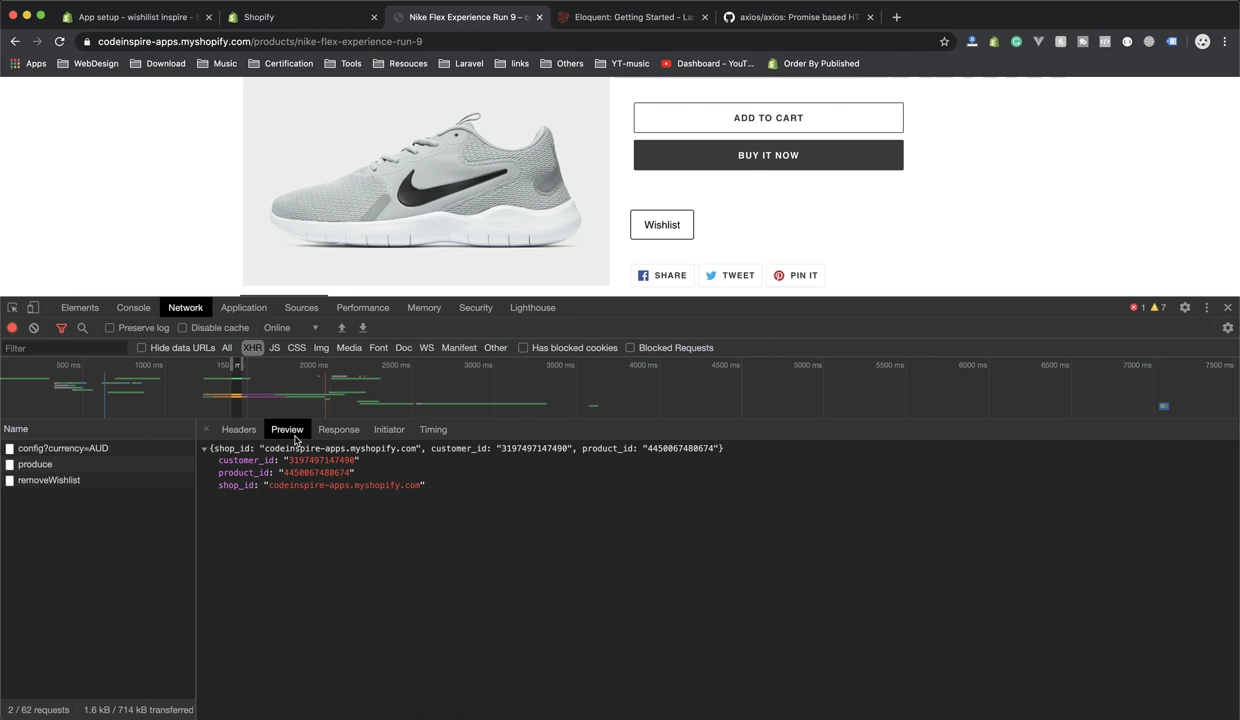 App setup - wishlist inspire - S
Shopify
Nike Flex Experience Run 9 – c
Eloquent: Getting Started - La
axios/axios: Promise based HT
codeinspire-apps.myshopify.com/products/nike-flex-experience-run-9
Apps WebDesign Download Music Certification Tools Resouces Laravel links Others YT-music Dashboard - YouT... Order By Published
ADD TO CART
BUY IT NOW
Wishlist
SHARE TWEET PIN IT
Elements Console Network Application Sources Performance Memory Security Lighthouse 1 7
Preserve log Disable cache Online
Filter Hide data URLs All XHR JS CSS Img Media Font Doc WS Manifest Other Has blocked cookies Blocked Requests
500 ms 1000 ms 150 2000 ms 2500 ms 3000 ms 3500 ms 4000 ms 4500 ms 5000 ms 5500 ms 6000 ms 6500 ms 7000 ms 7500 ms
Name Headers Preview Response Initiator Timing
config?currency=AUD
produce
removeWishlist
{shop_id: "codeinspire-apps.myshopify.com", customer_id: "3197497147490", product_id: "4450067480674"}
customer_id: "3197497147490"
product_id: "4450067480674"
shop_id: "codeinspire-apps.myshopify.com"
2 / 62 requests 1.6 kB / 714 kB transferred